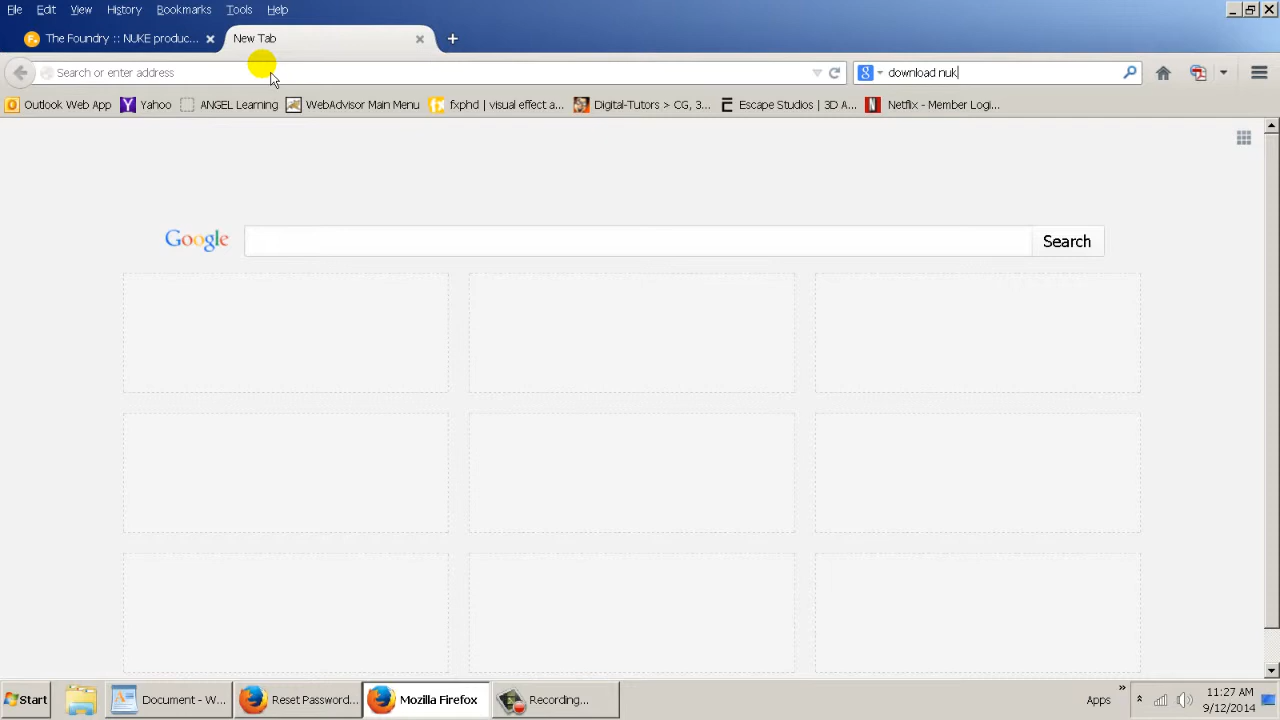 File Edit View History Bookmarks Tools Help
The Foundry :: NUKE produc... New Tab
Search or enter address download nuk
Outlook Web App Yahoo ANGEL Learning WebAdvisor Main Menu fxphd | visual effect a... Digital-Tutors > CG, 3... Escape Studios | 3D A... Netflix - Member Logi...
Google Search
Start Document - W... Reset Password... Mozilla Firefox Recording... Apps 11:27 AM
9/12/2014